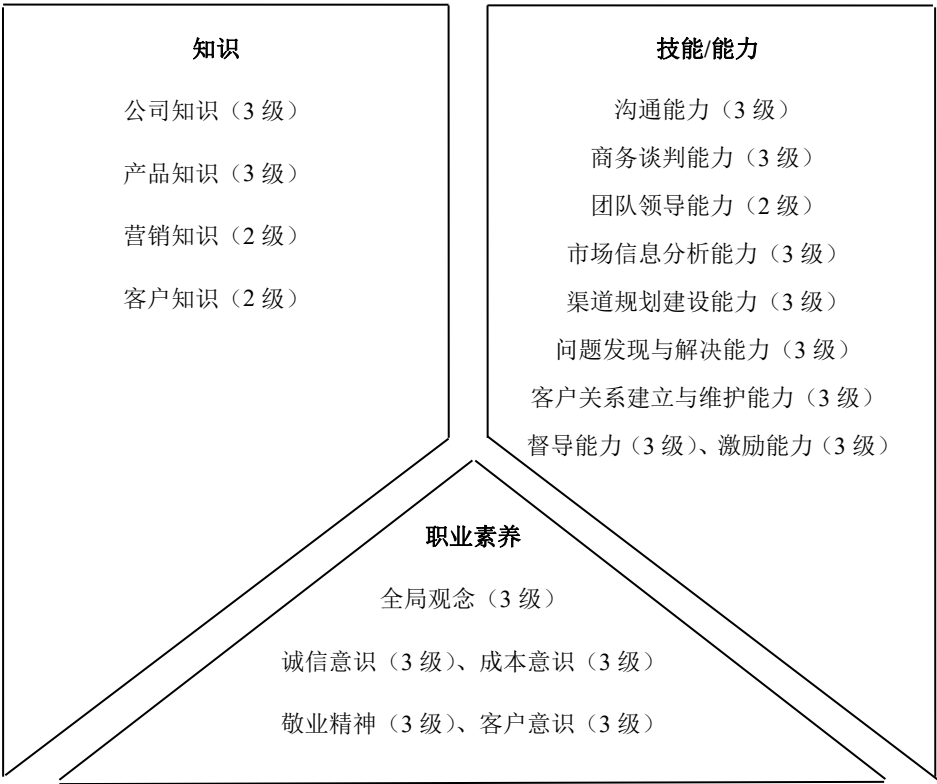 知识
公司知识（3 级）
产品知识（3 级）
营销知识（2 级）
客户知识（2 级）
技能/能力
沟通能力（3 级）
商务谈判能力（3 级）
团队领导能力（2 级）
市场信息分析能力（3 级）
渠道规划建设能力（3 级）
问题发现与解决能力（3 级）
客户关系建立与维护能力（3 级）
督导能力（3 级）、激励能力（3 级）
职业素养
全局观念（3 级）
诚信意识（3 级）、成本意识（3 级）
敬业精神（3 级）、客户意识（3 级）